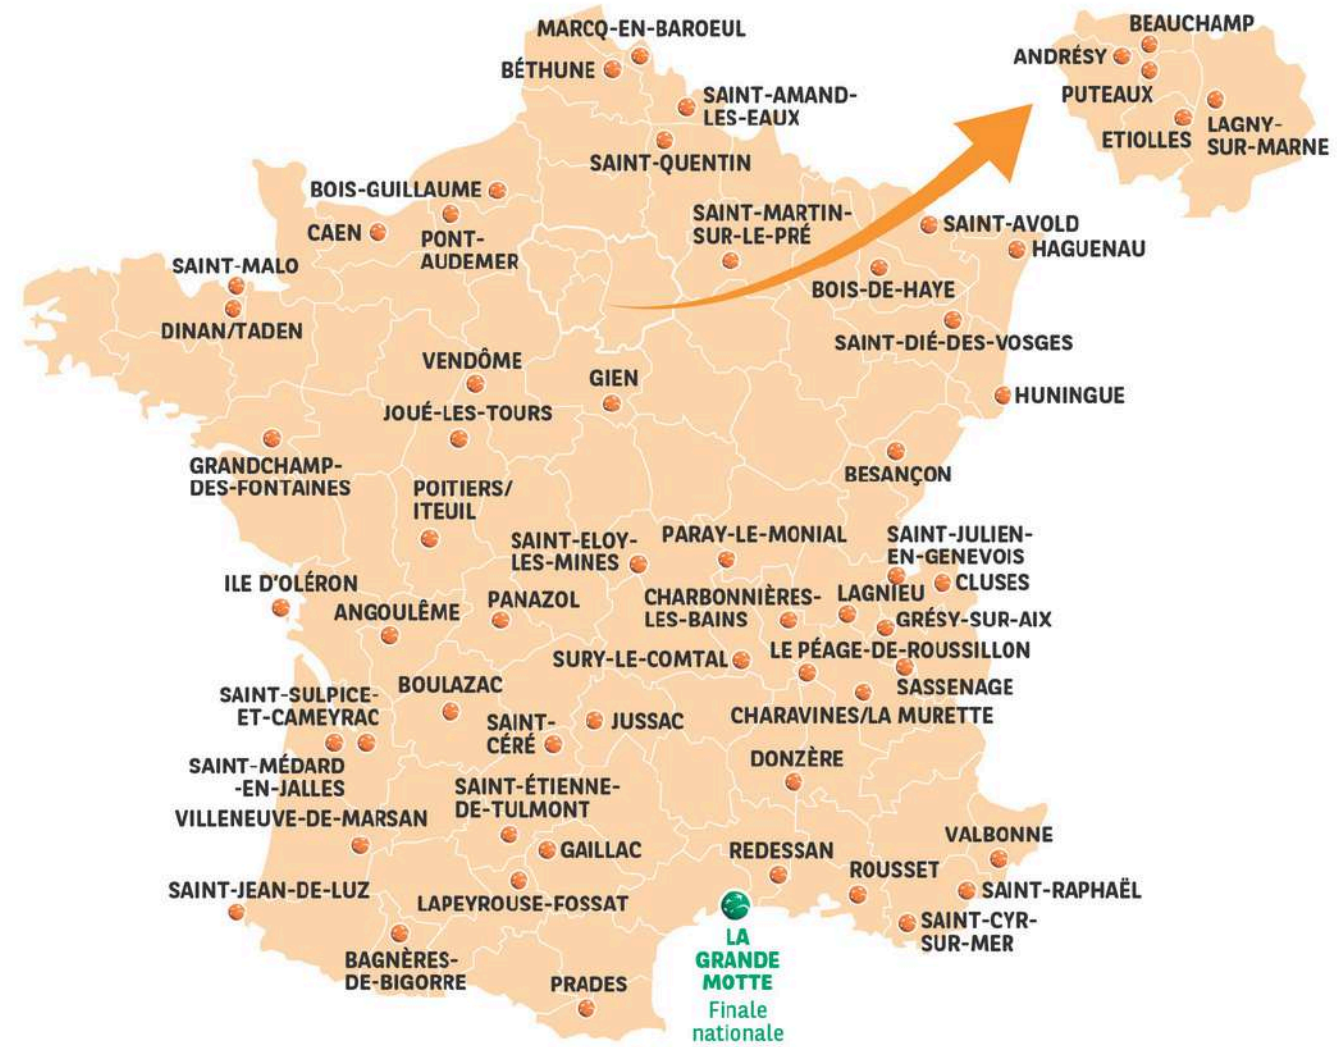 MARCQ-EN-BAROEUL
BEAUCHAMP
ANDRÉSY
BÉTHUNE
PUTEAUX
SAINT-AMAND-
LES-EAUX
ETIOLLES
LAGNY-
SUR-MARNE
SAINT-QUENTIN
BOIS-GUILLAUME
SAINT-MARTIN-
SUR-LE-PRÉ
SAINT-AVOLD
CAEN
PONT-
AUDEMER
HAGUENAU
SAINT-MALO
BOIS-DE-HAYE
DINAN/TADEN
SAINT-DIÉ-DES-VOSGES
VENDÔME
GIEN
HUNINGUE
JOUÉ-LES-TOURS
GRANDCHAMP-
DES-FONTAINES
BESANÇON
POITIERS/
ITEUIL
SAINT-ELOY-
LES-MINES
PARAY-LE-MONIAL
SAINT-JULIEN-
EN-GENEVOIS
CLUSES
ILE D'OLÉRON
ANGOULÊME
PANAZOL
CHARBONNIÈRES-
LES-BAINS
LAGNIEU
GRÉSY-SUR-AIX
SURY-LE-COMTAL
LE PÉAGE-DE-ROUSSILLON
SASSENAGE
SAINT-SULPICE-
ET-CAMEYRAC
BOULAZAC
SAINT-
CÉRÉ
JUSSAC
CHARAVINES/LA MURETTE
SAINT-MÉDARD
-EN-JALLES
DONZÈRE
SAINT-ÉTIENNE-
DE-TULMONT
VILLENEUVE-DE-MARSAN
VALBONNE
GAILLAC
REDESSAN
ROUSSET
SAINT-JEAN-DE-LUZ
LAPEYROUSE-FOSSAT
SAINT-RAPHAËL
SAINT-CYR-
SUR-MER
LA
GRANDE
MOTTE
Finale
nationale
BAGNÈRES-
DE-BIGORRE
PRADES